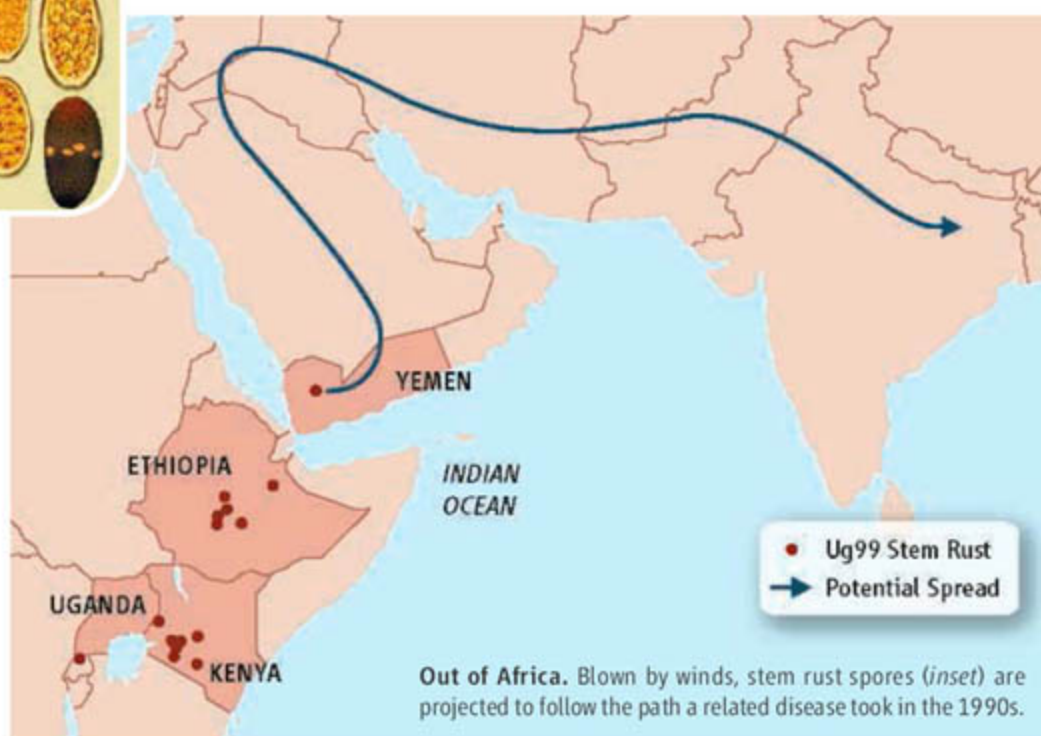 YEMEN
ETHIOPIA
INDIAN
OCEAN
Ug99 Stem Rust
Potential Spread
UGANDA
KENYA
Out of Africa. Blown by winds, stem rust spores (inset) are
projected to follow the path a related disease took in the 1990s.